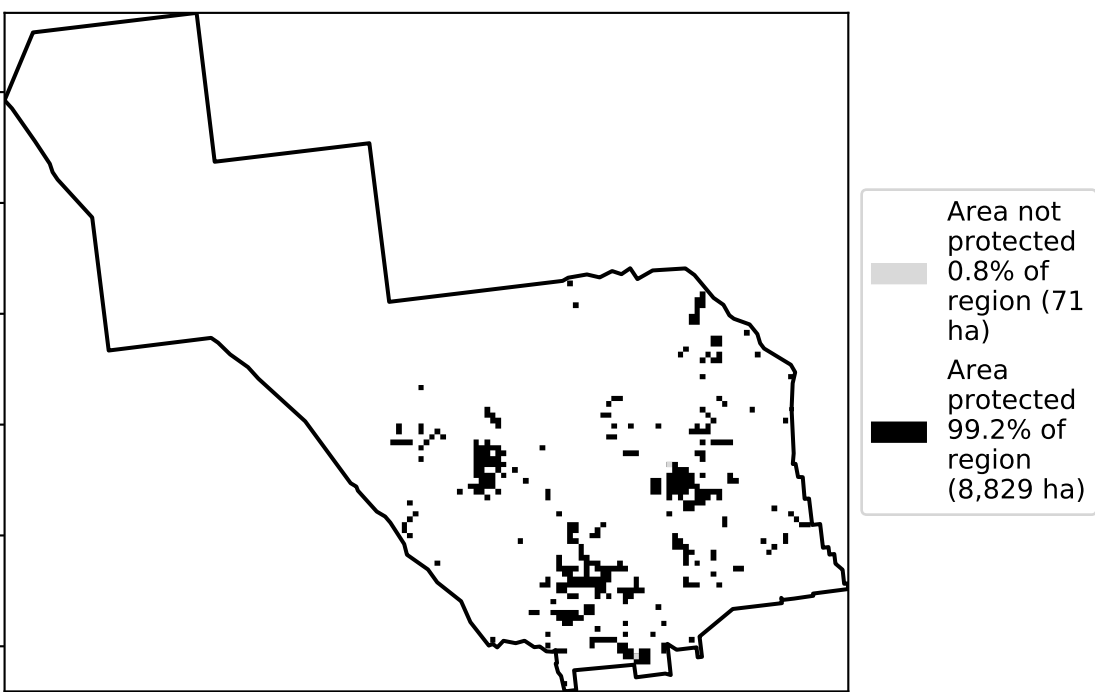 Area not
protected
0.8% of
region (71
ha)
Area
protected
99.2% of
region
(8,829 ha)